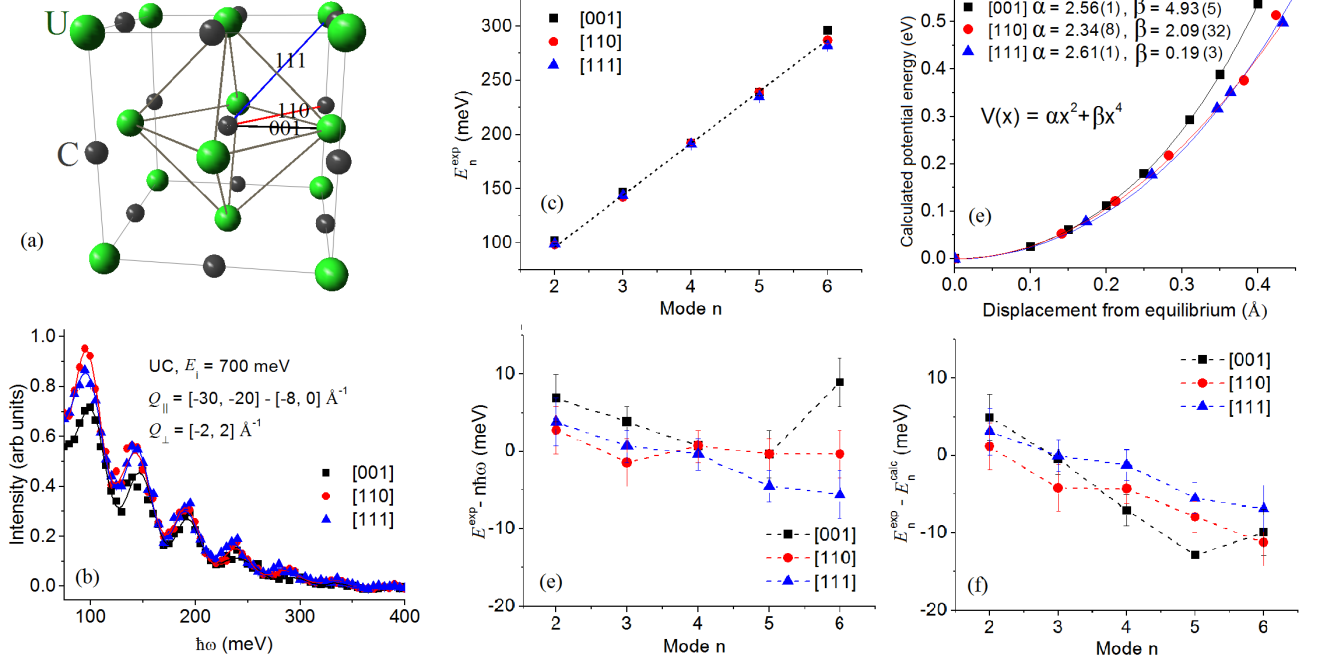 U
C
111
110
001
(a)
300
250
200
150
100
E_n^exp (meV)
[001]
[110]
[111]
(c)
2 3 4 5 6
Mode n
0.5
0.4
0.3
0.2
0.1
0.0
Calculated potential energy (eV)
[001] α = 2.56(1) , β = 4.93(5)
[110] α = 2.34(8) , β = 2.09(32)
[111] α = 2.61(1) , β = 0.19(3)
V(x) = αx²+βx⁴
(e)
0.0 0.1 0.2 0.3 0.4
Displacement from equilibrium (Å)
1.0
0.8
0.6
0.4
0.2
0.0
Intensity (arb units)
UC, E_i = 700 meV
Q_∥ = [-30, -20] - [-8, 0] Å⁻¹
Q_⊥ = [-2, 2] Å⁻¹
[001]
[110]
[111]
(b)
100 200 300 400
ħω (meV)
10
0
-10
-20
E^exp - nħω (meV)
[001]
[110]
[111]
(e)
2 3 4 5 6
Mode n
10
0
-10
-20
E_n^exp - E_n^calc (meV)
[001]
[110]
[111]
(f)
2 3 4 5 6
Mode n